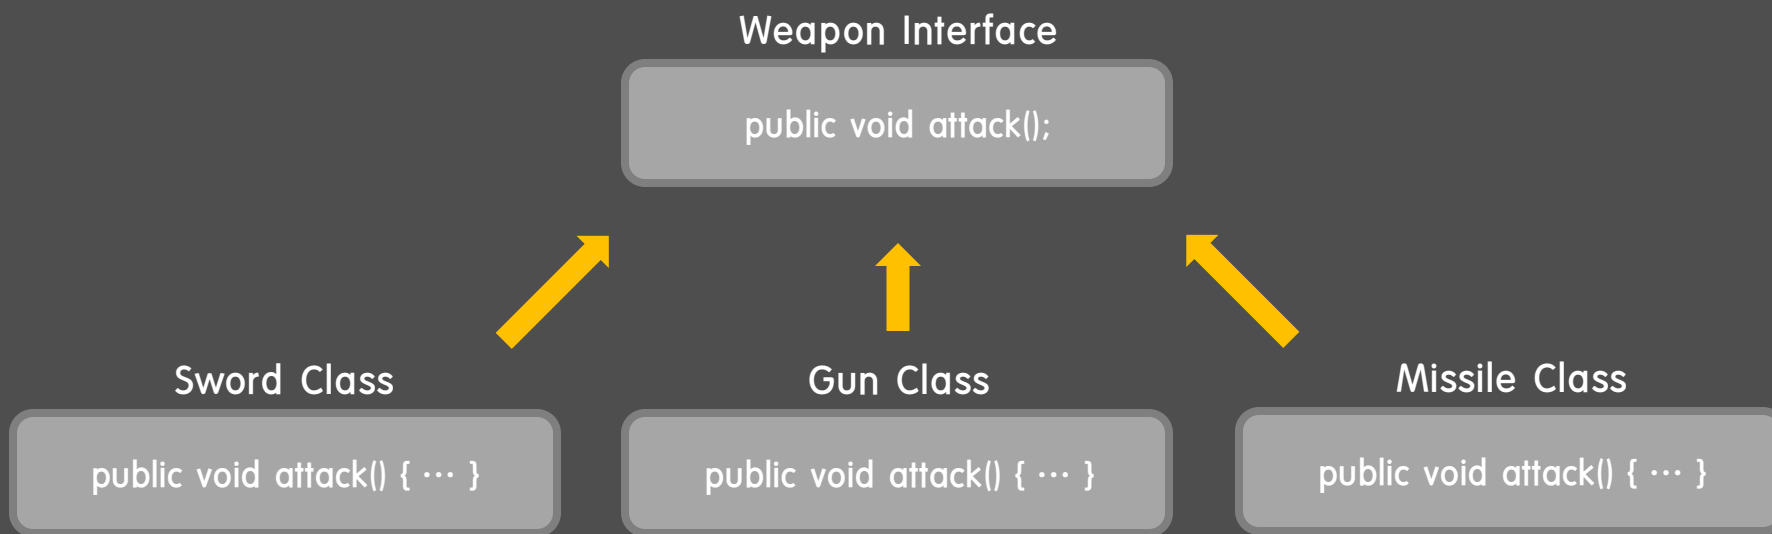 Weapon Interface
public void attack();
Sword Class
Gun Class
Missile Class
public void attack() { ··· }
public void attack() { ··· }
public void attack() { ··· }